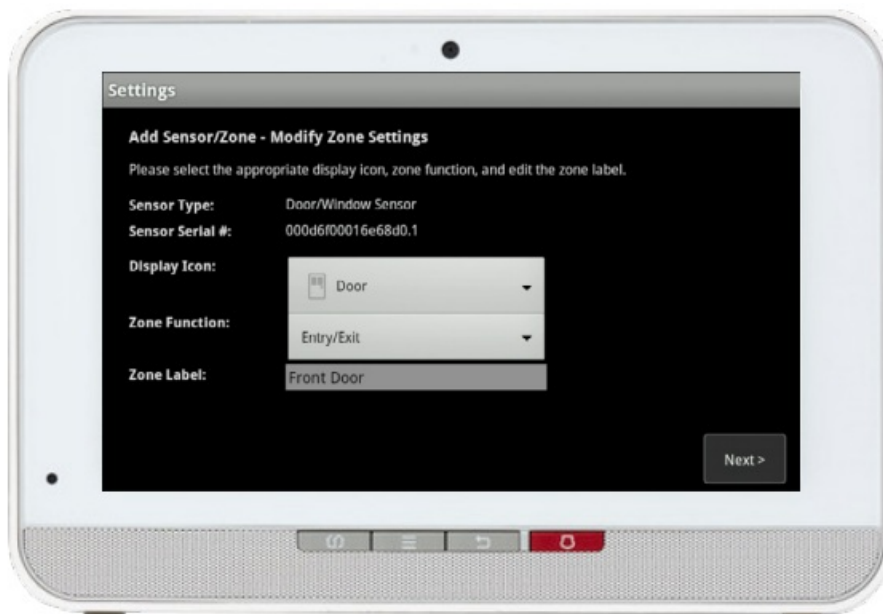 Settings
Add Sensor/Zone - Modify Zone Settings
Please select the appropriate display icon, zone function, and edit the zone label.
Sensor Type: Door/Window Sensor
Sensor Serial #: 000d6f00016e68d0.1
Display Icon: Door
Zone Function: Entry/Exit
Zone Label: Front Door
Next >